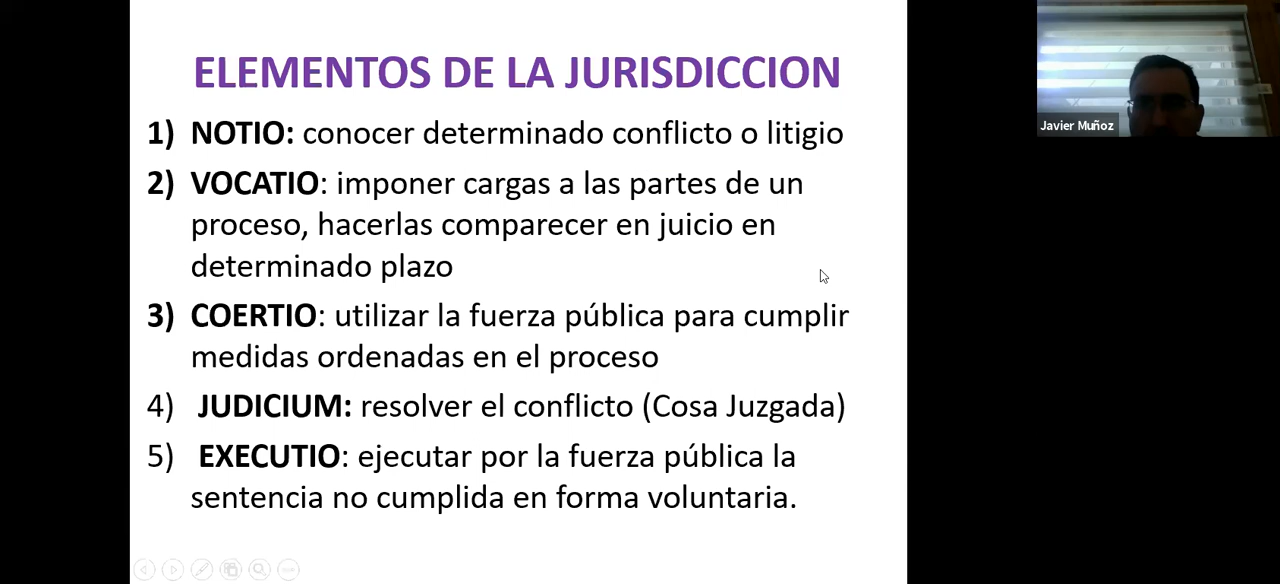 ELEMENTOS DE LA JURISDICCION
1) NOTIO: conocer determinado conflicto o litigio
2) VOCATIO: imponer cargas a las partes de un
proceso, hacerlas comparecer en juicio en
determinado plazo
3) COERTIO: utilizar la fuerza pública para cumplir
medidas ordenadas en el proceso
4) JUDICIUM: resolver el conflicto (Cosa Juzgada)
5) EXECUTIO: ejecutar por la fuerza pública la
sentencia no cumplida en forma voluntaria.
Javier Muñoz